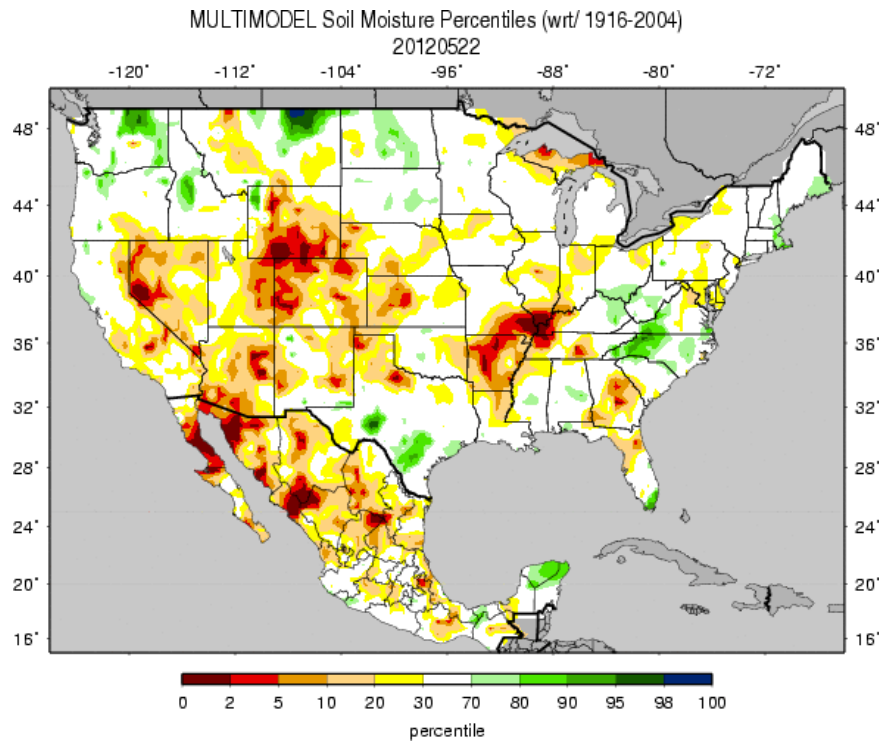 MULTIMODEL Soil Moisture Percentiles (wrt/ 1916-2004)
20120522
-120˚ -112˚ -104˚ -96˚ -88˚ -80˚ -72˚
48˚ 48˚
44˚ 44˚
40˚ 40˚
36˚ 36˚
32˚ 32˚
28˚ 28˚
24˚ 24˚
20˚ 20˚
16˚ 16˚
0 2 5 10 20 30 70 80 90 95 98 100
percentile